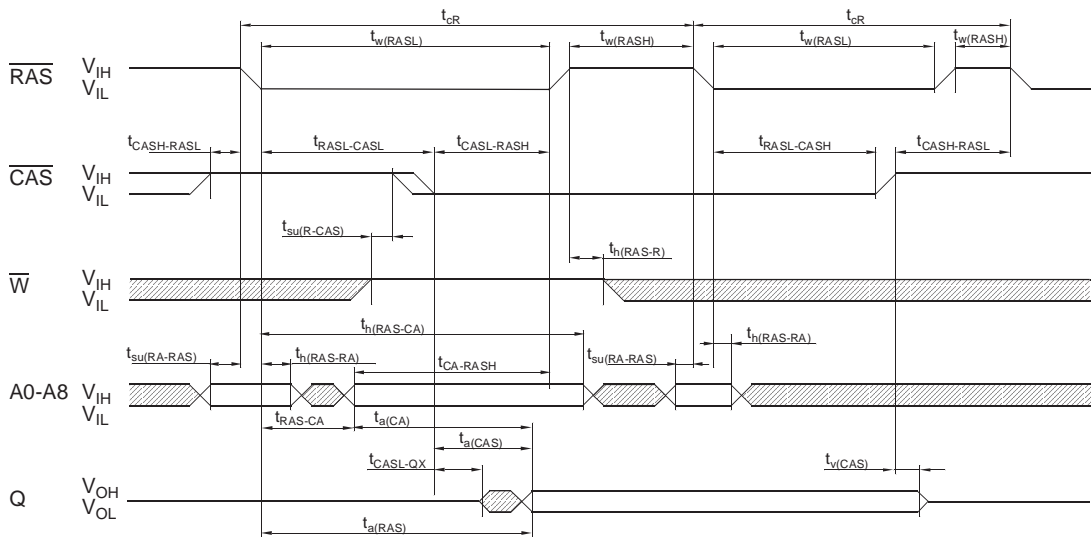 tcR tcR
tw(RASL) tw(RASH) tw(RASL) tw(RASH)
RAS VIH
VIL
tCASH-RASL tRASL-CASL tCASL-RASH tRASL-CASH tCASH-RASL
CAS VIH
VIL
tsu(R-CAS) th(RAS-R)
W VIH
VIL
th(RAS-CA)
tsu(RA-RAS) th(RAS-RA) tCA-RASH tsu(RA-RAS) th(RAS-RA)
A0-A8 VIH
VIL
tRAS-CA ta(CA)
ta(CAS)
tCASL-QX tv(CAS)
Q VOH
VOL
ta(RAS)